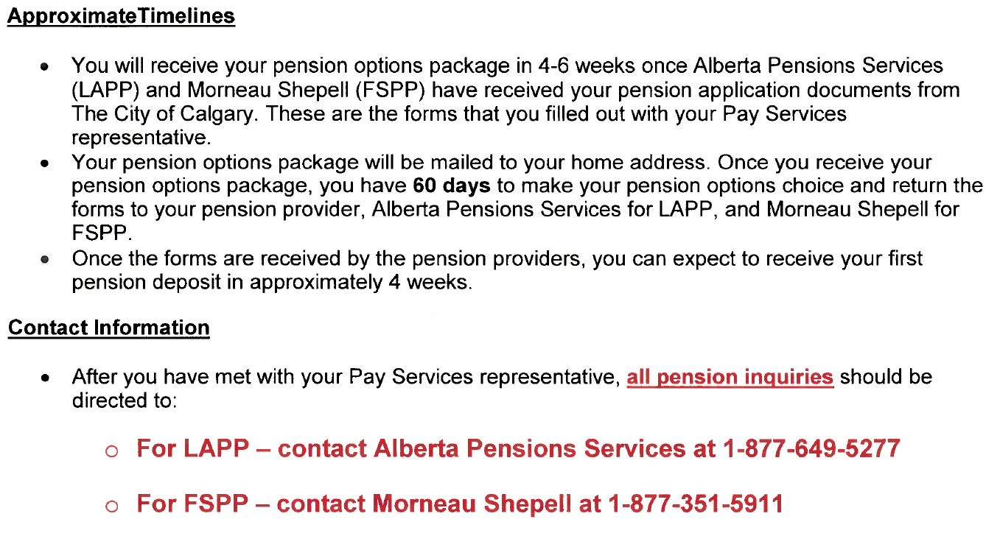 ApproximateTimelines
• You will receive your pension options package in 4-6 weeks once Alberta Pensions Services
(LAPP) and Morneau Shepell (FSPP) have received your pension application documents from
The City of Calgary. These are the forms that you filled out with your Pay Services
representative.
• Your pension options package will be mailed to your home address. Once you receive your
pension options package, you have 60 days to make your pension options choice and return the
forms to your pension provider, Alberta Pensions Services for LAPP, and Morneau Shepell for
FSPP.
• Once the forms are received by the pension providers, you can expect to receive your first
pension deposit in approximately 4 weeks.
Contact Information
• After you have met with your Pay Services representative, all pension inquiries should be
directed to:
o For LAPP – contact Alberta Pensions Services at 1-877-649-5277
o For FSPP – contact Morneau Shepell at 1-877-351-5911